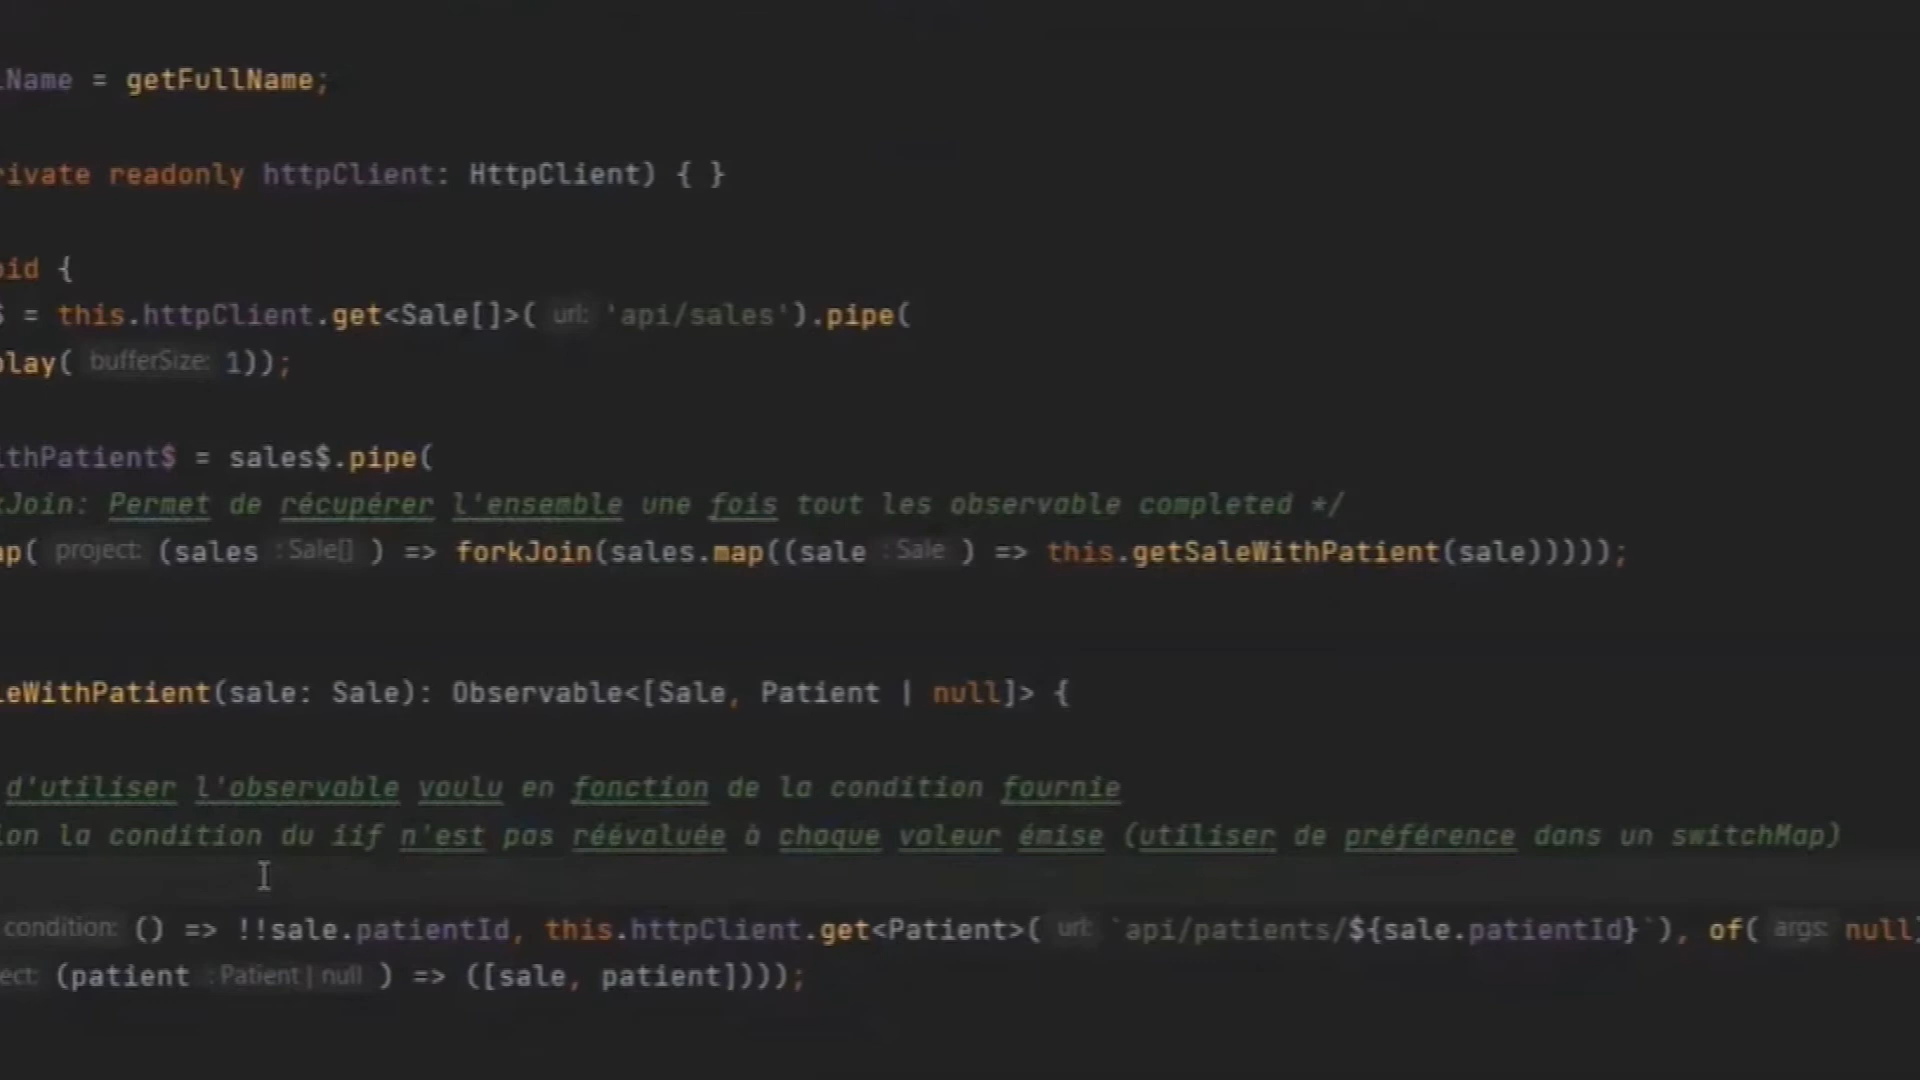 lName = getFullName;
rivate readonly httpClient: HttpClient) { }
oid {
$ = this.httpClient.get<Sale[]>( url: 'api/sales').pipe(
play( bufferSize: 1));
ithPatient$ = sales$.pipe(
kJoin: Permet de récupérer l'ensemble une fois tout les observable completed */
ap( project: (sales : Sale[] ) => forkJoin(sales.map((sale : Sale ) => this.getSaleWithPatient(sale)))));
leWithPatient(sale: Sale): Observable<[Sale, Patient | null]> {
d'utiliser l'observable voulu en fonction de la condition fournie
ion la condition du iif n'est pas réévaluée à chaque valeur émise (utiliser de préférence dans un switchMap)
condition: () => !!sale.patientId, this.httpClient.get<Patient>( url: `api/patients/${sale.patientId}`), of( args: null)
ect: (patient : Patient | null ) => ([sale, patient])));